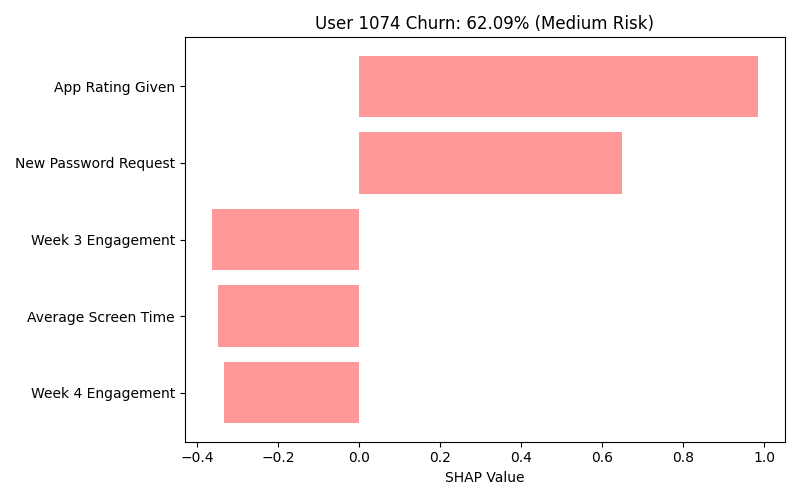 User 1074 Churn: 62.09% (Medium Risk)
App Rating Given
New Password Request
Week 3 Engagement
Average Screen Time
Week 4 Engagement
−0.4 −0.2 0.0 0.2 0.4 0.6 0.8 1.0
SHAP Value